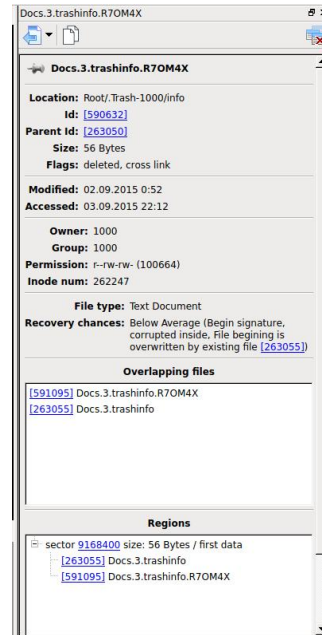 Docs.3.trashinfo.R7OM4X
Docs.3.trashinfo.R7OM4X
Location: Root/.Trash-1000/info
Id: [590632]
Parent Id: [263050]
Size: 56 Bytes
Flags: deleted, cross link
Modified: 02.09.2015 0:52
Accessed: 03.09.2015 22:12
Owner: 1000
Group: 1000
Permission: r--rw-rw- (100664)
Inode num: 262247
File type: Text Document
Recovery chances: Below Average (Begin signature,
corrupted inside, File begining is
overwritten by existing file [263055])
Overlapping files
[591095] Docs.3.trashinfo.R7OM4X
[263055] Docs.3.trashinfo
Regions
sector 9168400 size: 56 Bytes / first data
[263055] Docs.3.trashinfo
[591095] Docs.3.trashinfo.R7OM4X